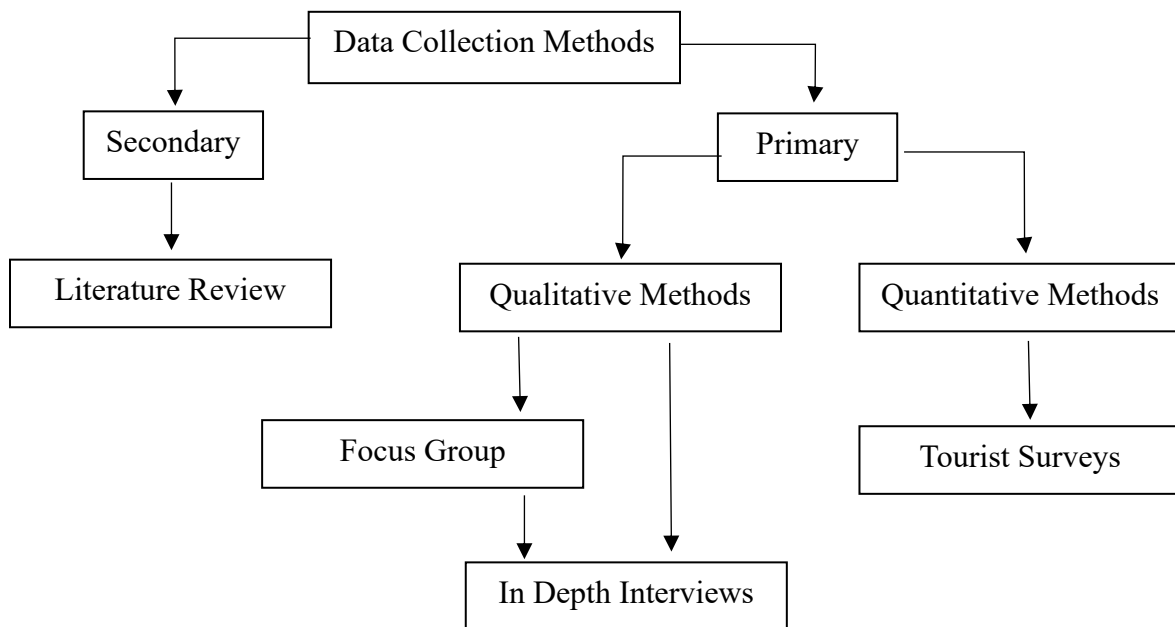 Data Collection Methods
Secondary
Primary
Literature Review
Qualitative Methods
Quantitative Methods
Focus Group
Tourist Surveys
In Depth Interviews